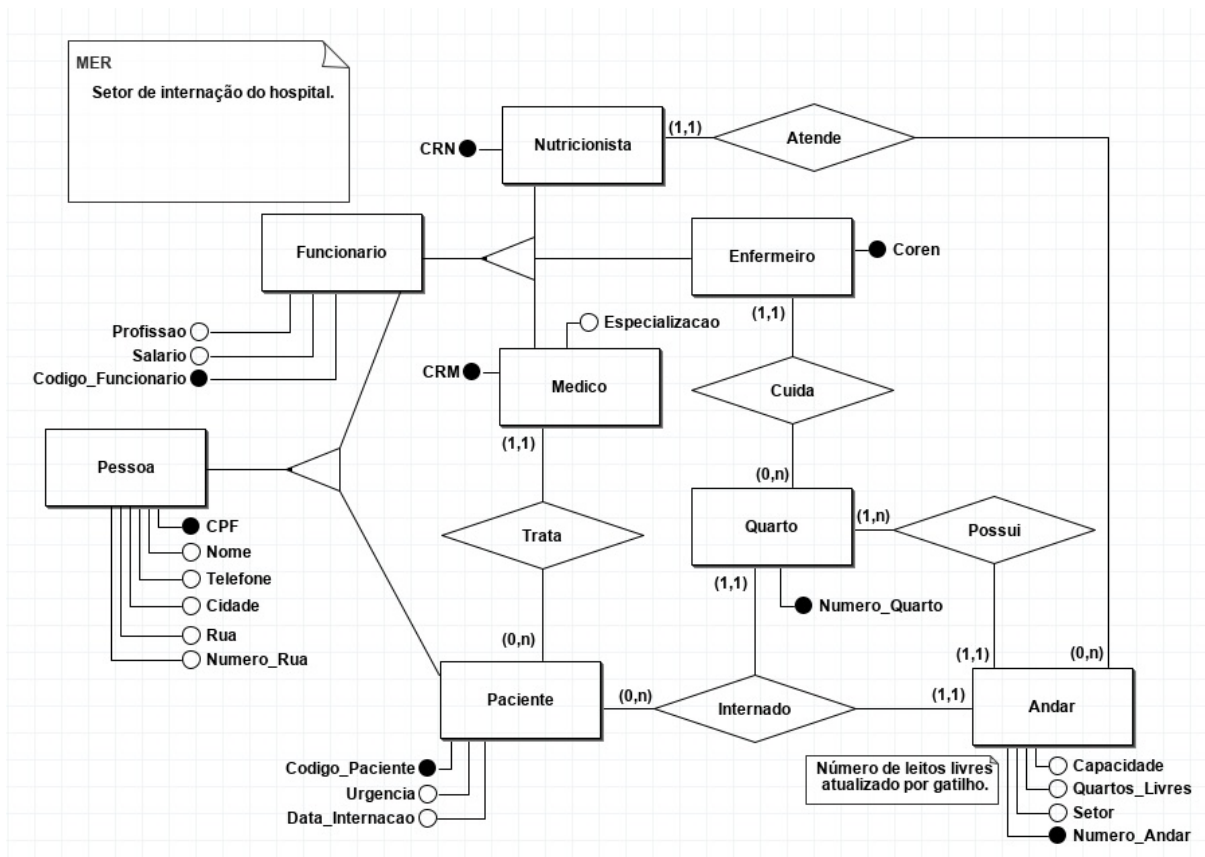 MER
Setor de internação do hospital.
Nutricionista
(1,1)
Atende
CRN
Funcionario
Enfermeiro
Coren
(1,1)
Profissao
Salario
Codigo_Funcionario
Especializacao
CRM
Medico
Cuida
(1,1)
(0,n)
Pessoa
CPF
Nome
Telefone
Cidade
Rua
Numero_Rua
Trata
Quarto
(1,n)
Possui
(1,1)
Numero_Quarto
(0,n)
(1,1)
(0,n)
Paciente
(0,n)
Internado
(1,1)
Andar
Codigo_Paciente
Urgencia
Data_Internacao
Número de leitos livres
atualizado por gatilho.
Capacidade
Quartos_Livres
Setor
Numero_Andar